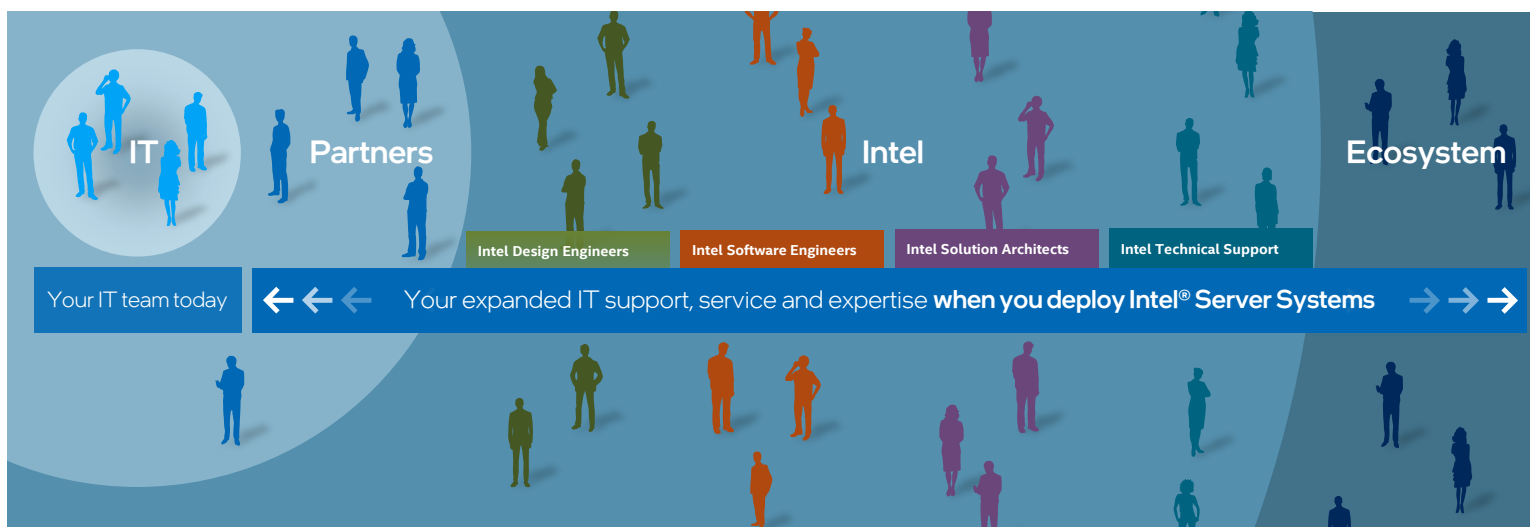 IT
Partners
Intel
Ecosystem
Intel Design Engineers
Intel Software Engineers
Intel Solution Architects
Intel Technical Support
Your IT team today
Your expanded IT support, service and expertise when you deploy Intel® Server Systems